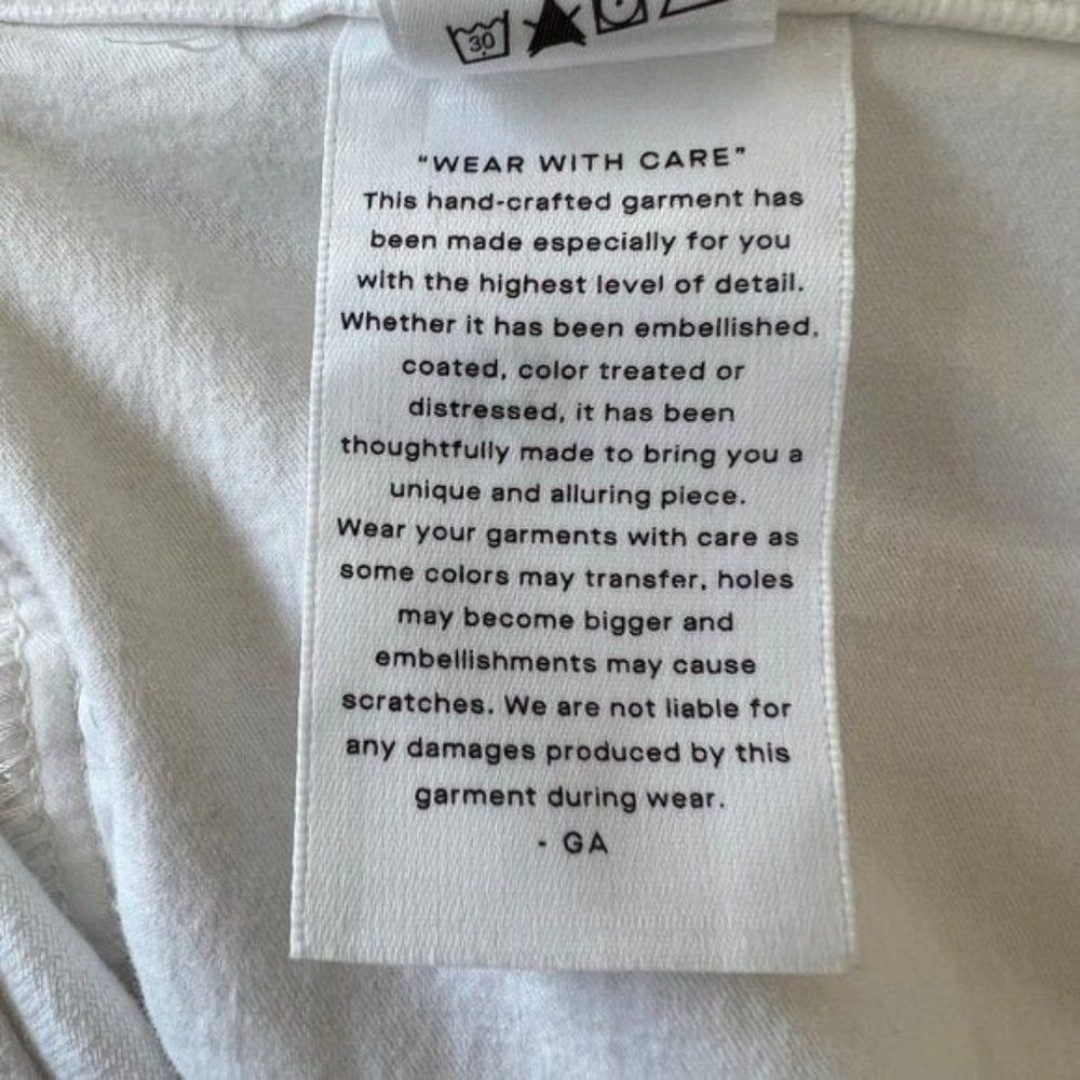 30
“WEAR WITH CARE”
This hand-crafted garment has
been made especially for you
with the highest level of detail.
Whether it has been embellished,
coated, color treated or
distressed, it has been
thoughtfully made to bring you a
unique and alluring piece.
Wear your garments with care as
some colors may transfer, holes
may become bigger and
embellishments may cause
scratches. We are not liable for
any damages produced by this
garment during wear.
- GA